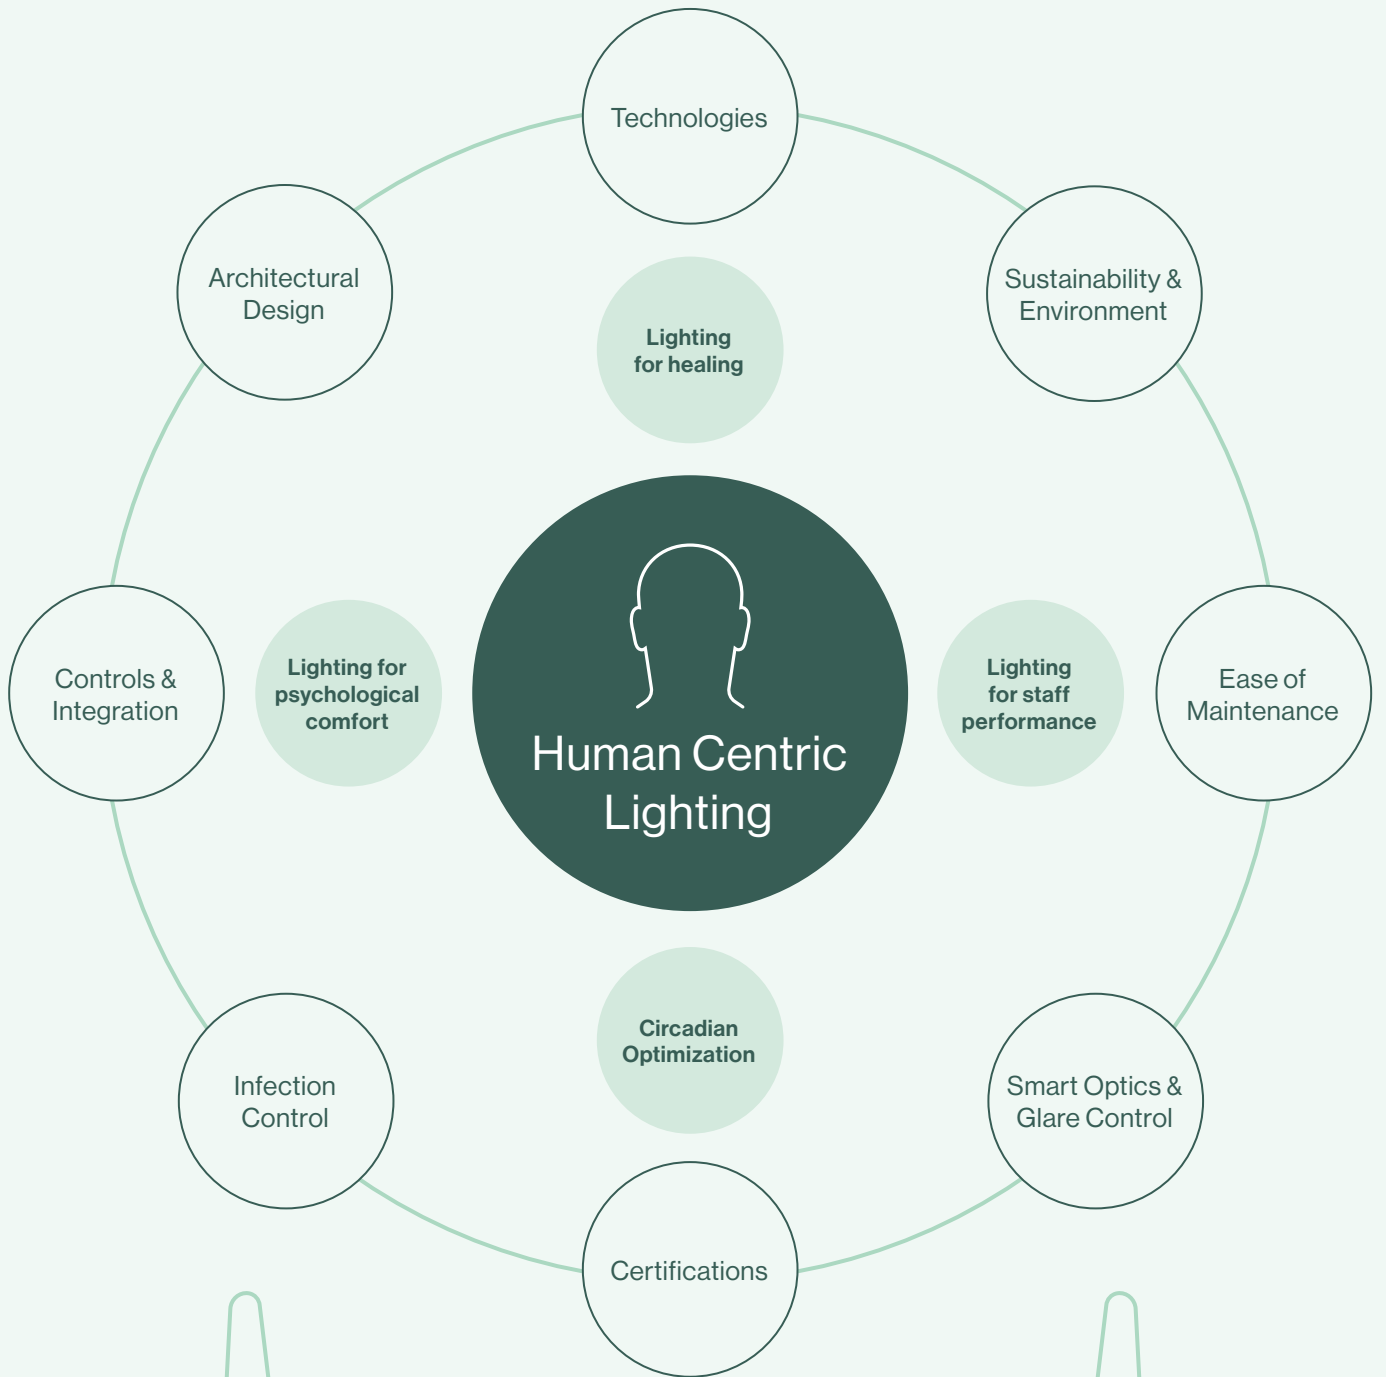 Technologies
Architectural
Design
Sustainability &
Environment
Lighting
for healing
Controls &
Integration
Lighting for
psychological
comfort
Human Centric
Lighting
Lighting
for staff
performance
Ease of
Maintenance
Circadian
Optimization
Infection
Control
Smart Optics &
Glare Control
Certifications